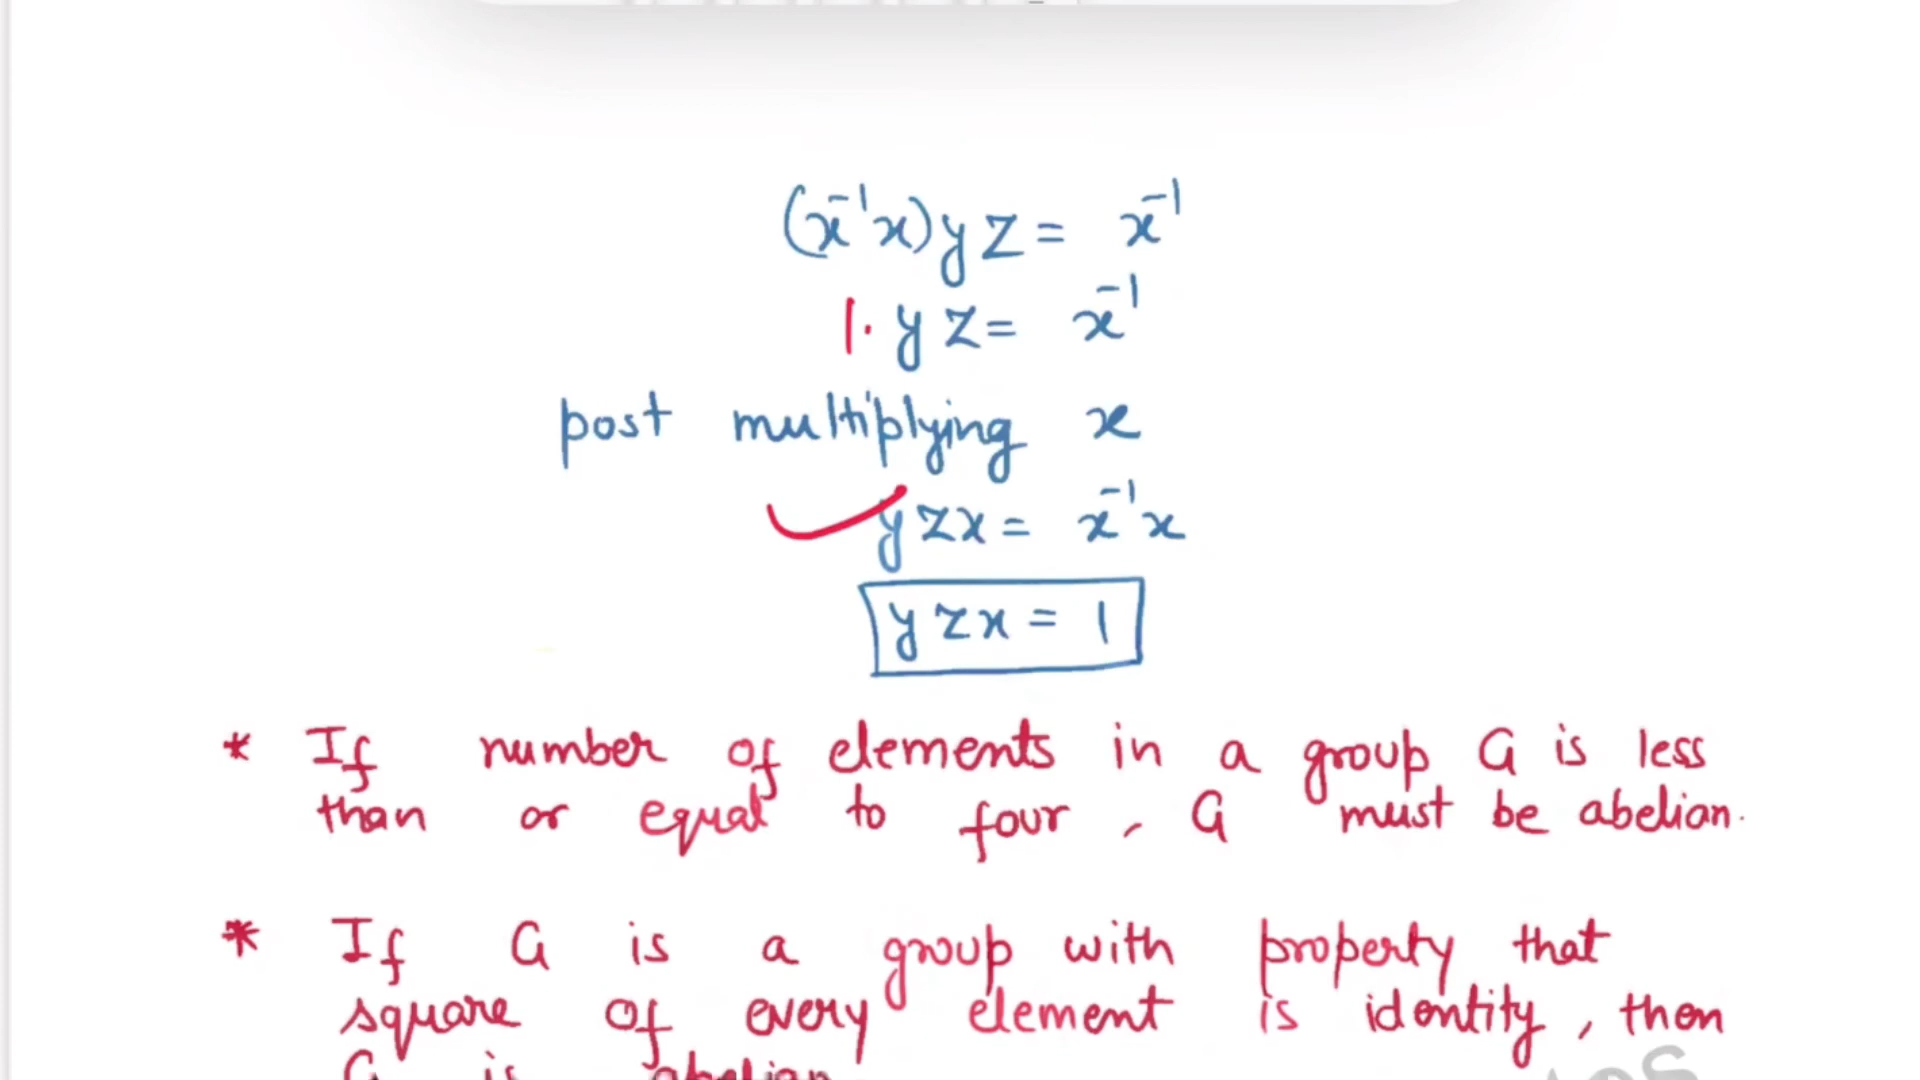 (x⁻¹x)yz = x⁻¹
1. yz = x⁻¹
post multiplying x
yzx = x⁻¹x
yzx = 1
* If number of elements in a group G is less
than or equal to four, G must be abelian.
* If G is a group with property that
square of every element is identity, then
G is abelian